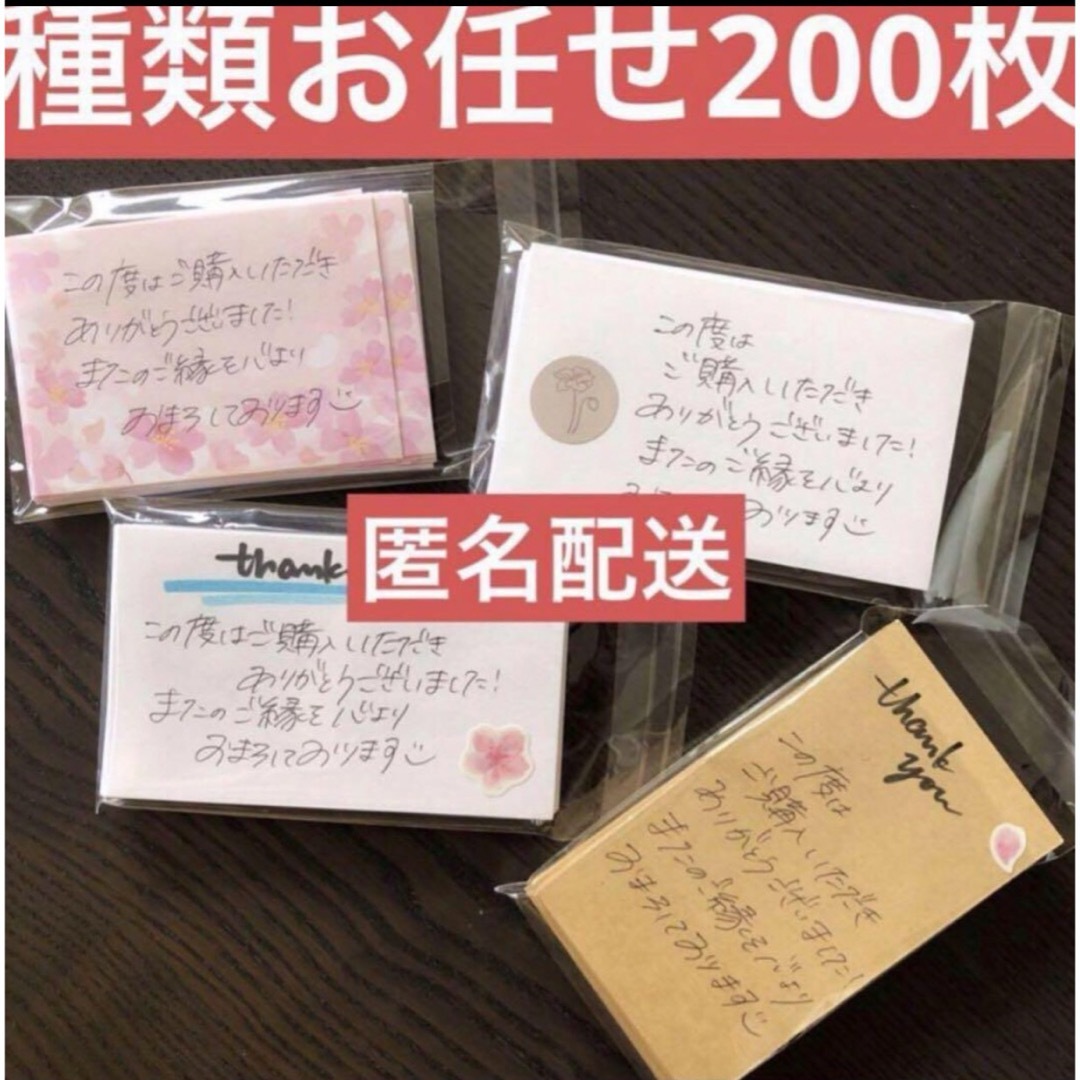 種類お任せ200枚
この度はご購入いただき
ありがとうございました!
またのご縁を心より
おまちしております
この度は
ご購入いただき
ありがとうございました!
またのご縁を心より
おります
匿名配送
thank
この度はご購入いただき
ありがとうございました!
またのご縁を心より
おまちしております
thank
you
この度は
ご購入いただき
ありがとうございました!
またのご縁を心より
おまちしております